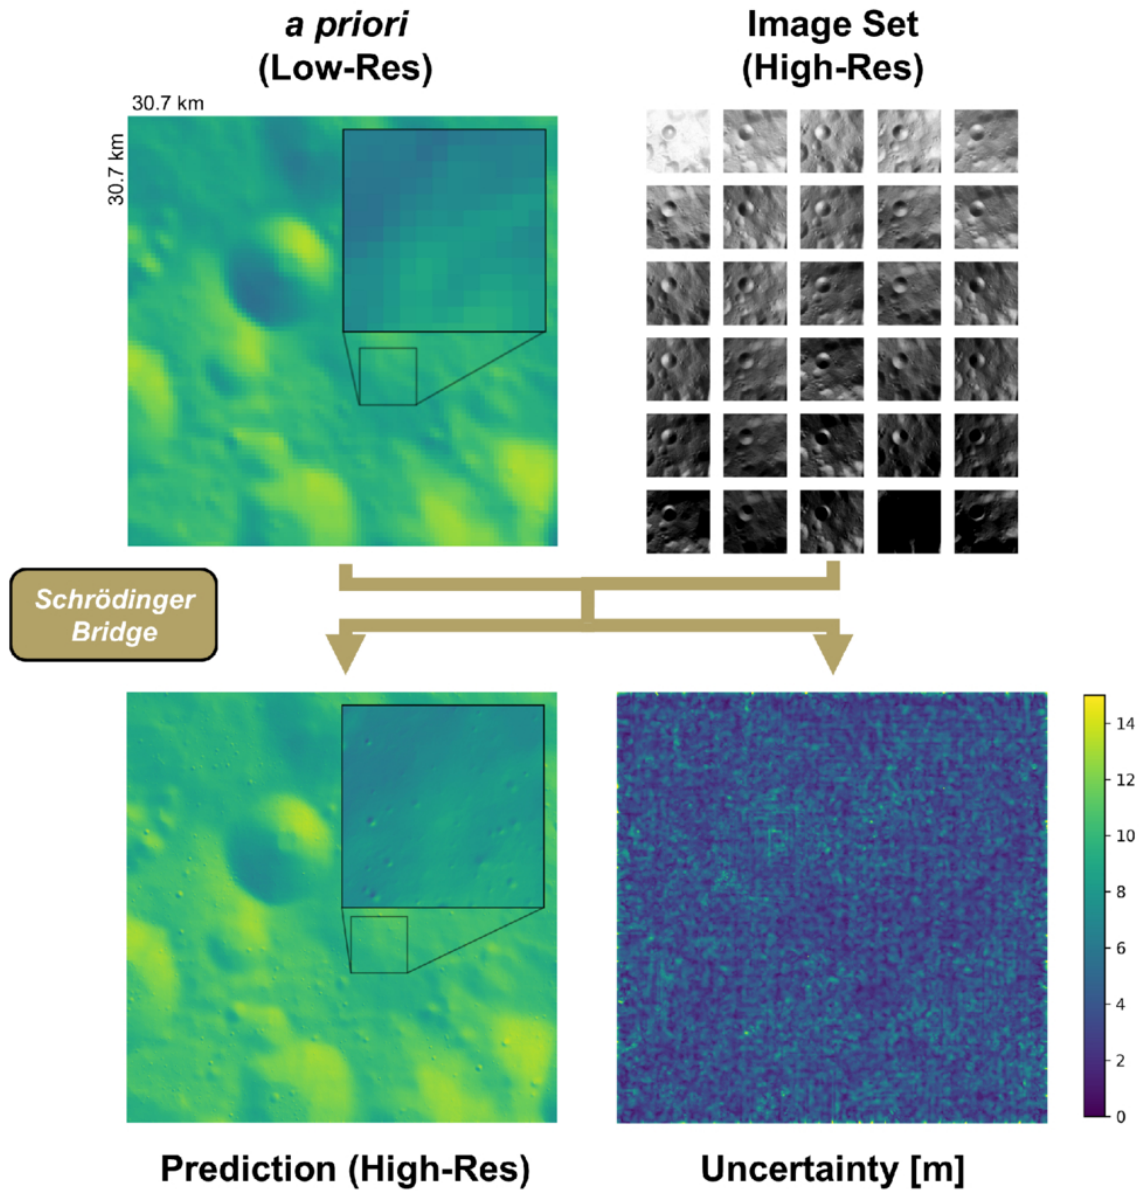 a priori
(Low-Res)
Image Set
(High-Res)
30.7 km
30.7 km
Schrödinger
Bridge
14
12
10
8
6
4
2
0
Prediction (High-Res)
Uncertainty [m]